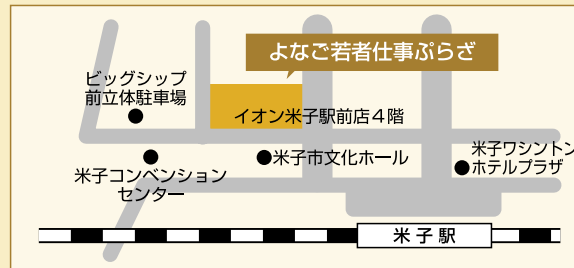 よなご若者仕事ぷらざ
ビッグシップ
前立体駐車場
イオン米子駅前店4階
米子コンベンション
センター
米子市文化ホール
米子ワシントン
ホテルプラザ
米子駅